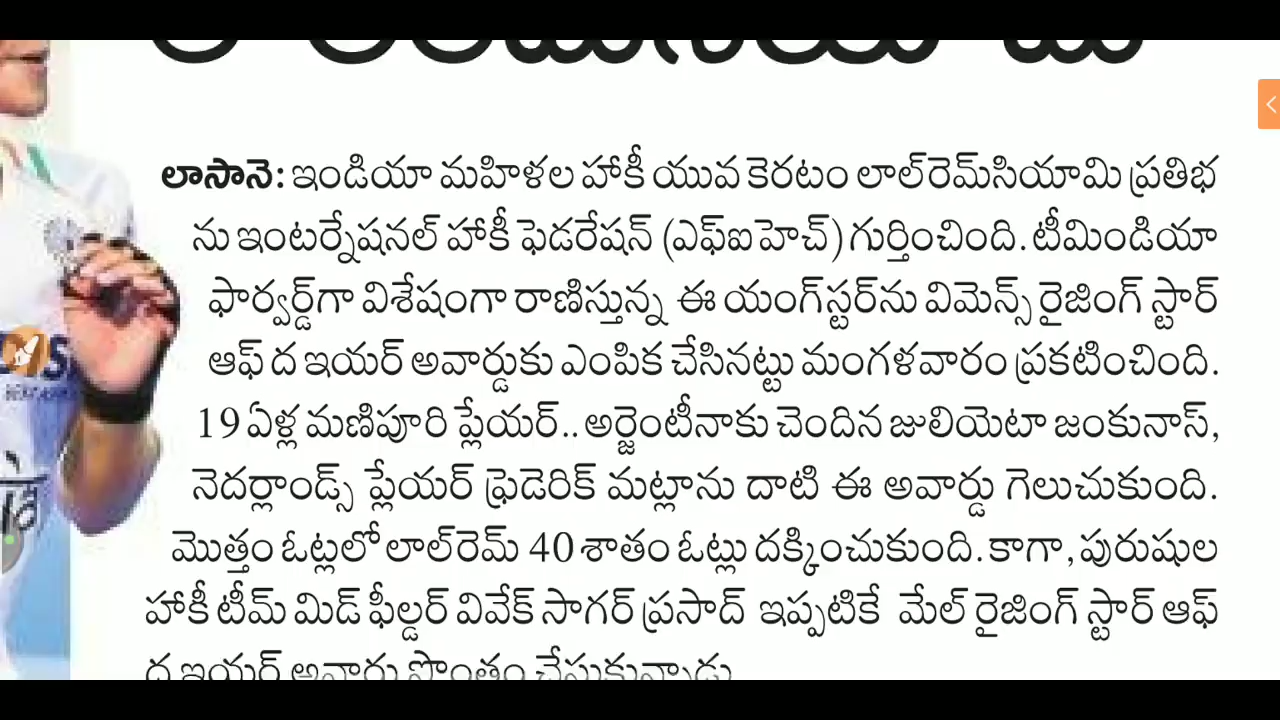 లాసానె: ఇండియా మహిళల హాకీ యువ కెరటం లాల్‌రెమ్‌సియామి ప్రతిభ
ను ఇంటర్నేషనల్ హాకీ ఫెడరేషన్ (ఎఫ్ఐహెచ్) గుర్తించింది. టీమిండియా
ఫార్వర్డ్‌గా విశేషంగా రాణిస్తున్న ఈ యంగ్‌స్టర్‌ను విమెన్స్ రైజింగ్ స్టార్
ఆఫ్ ద ఇయర్ అవార్డుకు ఎంపిక చేసినట్టు మంగళవారం ప్రకటించింది.
19 ఏళ్ల మణిపూరి ప్లేయర్.. అర్జెంటీనాకు చెందిన జులియెటా జంకునాస్,
నెదర్లాండ్స్ ప్లేయర్ ఫ్రెడెరిక్ మట్లాను దాటి ఈ అవార్డు గెలుచుకుంది.
మొత్తం ఓట్లలో లాల్‌రెమ్ 40 శాతం ఓట్లు దక్కించుకుంది. కాగా, పురుషుల
హాకీ టీమ్ మిడ్ ఫీల్డర్ వివేక్ సాగర్ ప్రసాద్ ఇప్పటికే మేల్ రైజింగ్ స్టార్ ఆఫ్
ద ఇయర్ అవార్డు సొంతం చేసుకున్నాడు